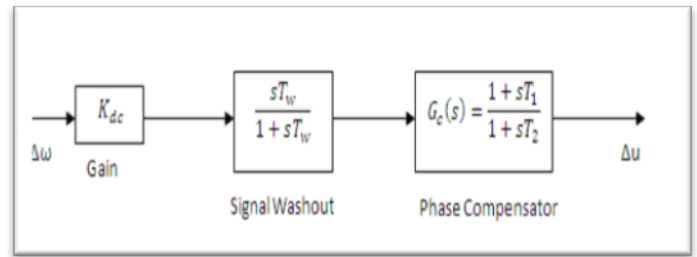 Δω
K_dc
Gain
sT_w
1 + sT_w
Signal Washout
G_c(s) =
1 + sT_1
1 + sT_2
Phase Compensator
Δu